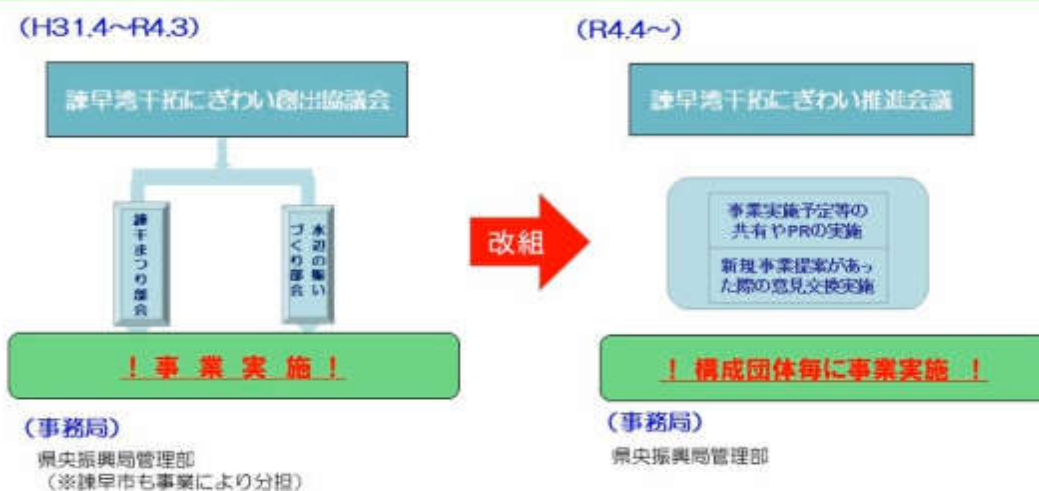 (H31.4~R4.3)
諫早湾干拓にぎわい創出協議会
諫干まつり部会
水辺の賑い
づくり部会
!事業実施!
(事務局)
県央振興局管理部
(※諫早市も事業により分担)
改組
(R4.4~)
諫早湾干拓にぎわい推進会議
事業実施予定等の
共有やPRの実施
新規事業提案があっ
た際の意見交換実施
!構成団体毎に事業実施!
(事務局)
県央振興局管理部